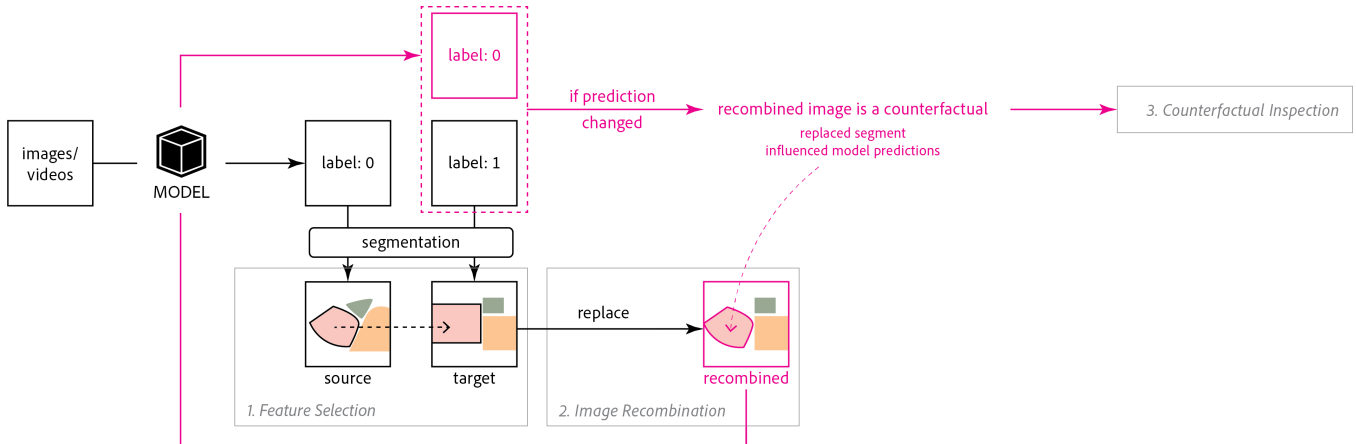 label: 0
if prediction
changed
recombined image is a counterfactual
replaced segment
influenced model predictions
3. Counterfactual Inspection
images/
videos
MODEL
label: 0
label: 1
segmentation
replace
source
target
recombined
1. Feature Selection
2. Image Recombination